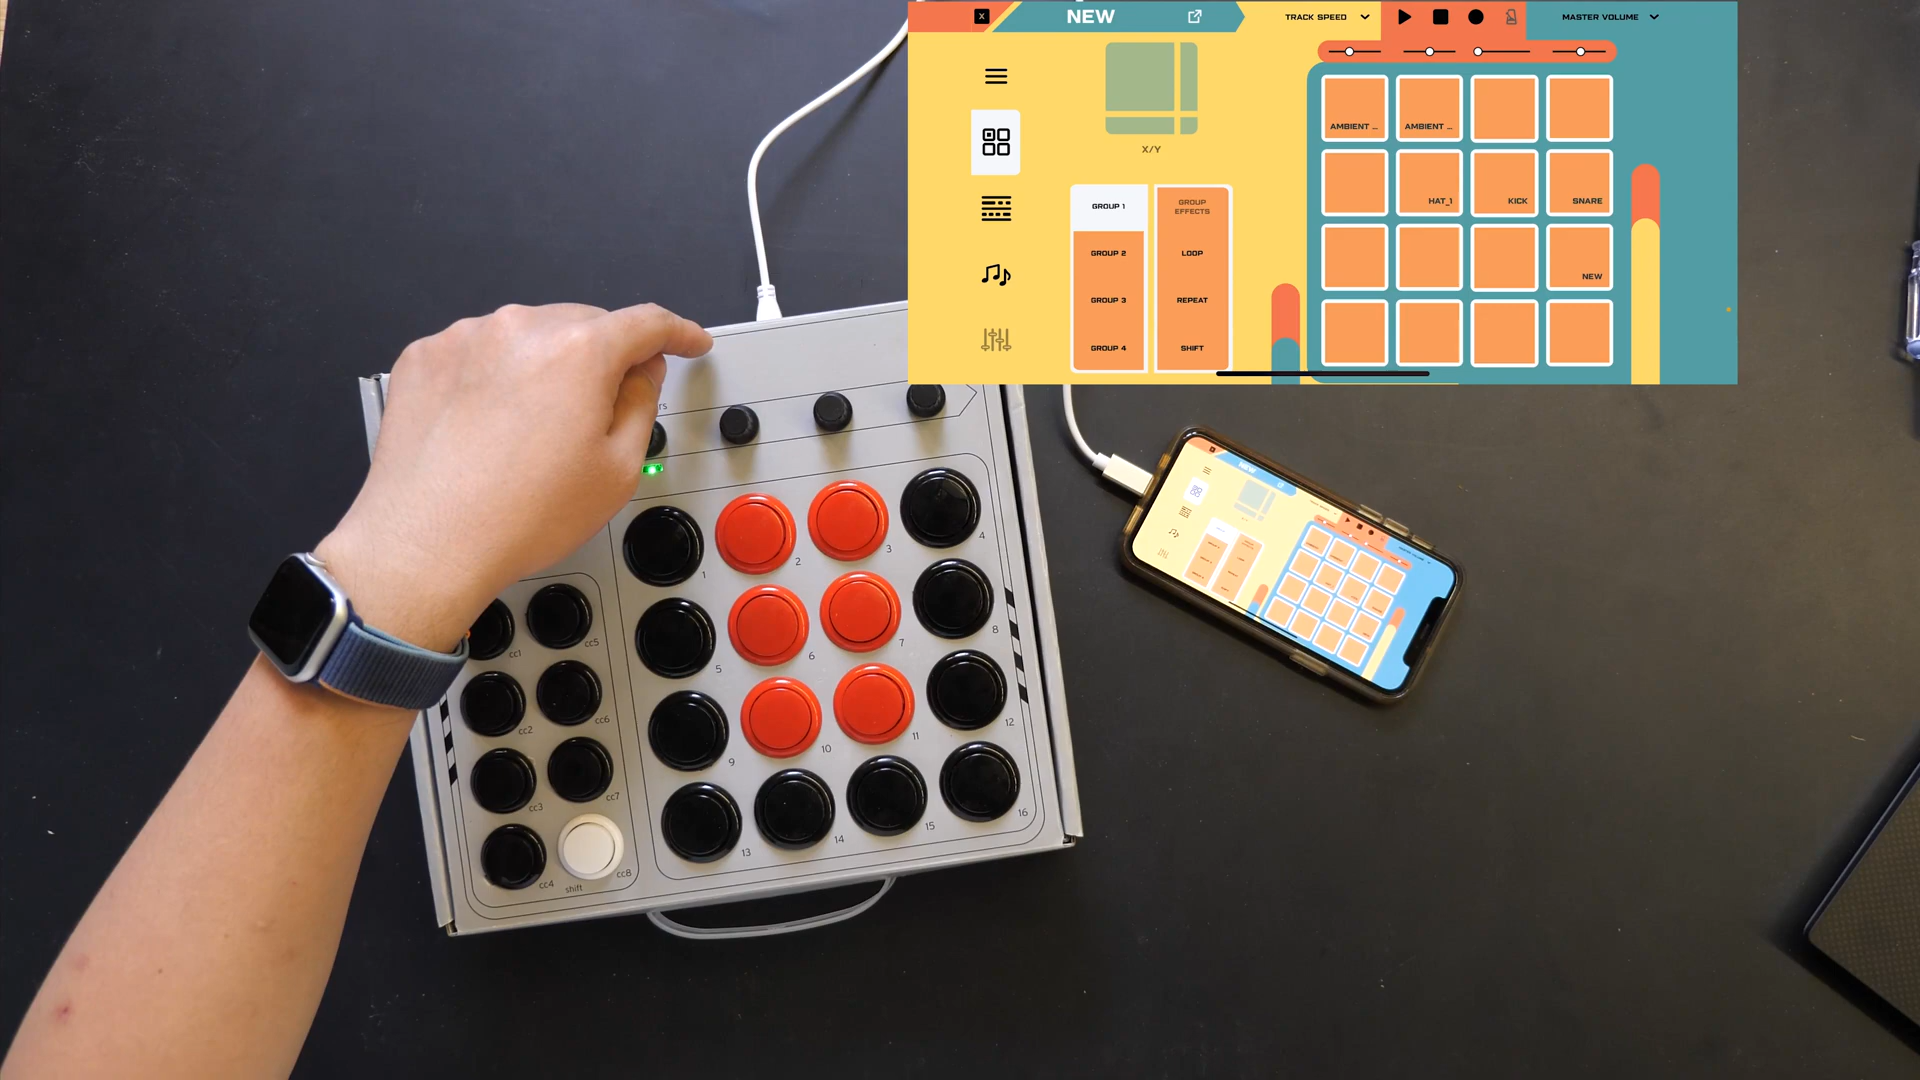 X
NEW
TRACK SPEED
MASTER VOLUME
X/Y
GROUP 1
GROUP 2
GROUP 3
GROUP 4
GROUP
EFFECTS
LOOP
REPEAT
SHIFT
AMBIENT ...
AMBIENT ...
HAT_1
KICK
SNARE
NEW
rs
1
2
3
4
5
6
7
8
9
10
11
12
13
14
15
16
cc1
cc5
cc2
cc6
cc3
cc7
cc4
shift
cc8
NEW